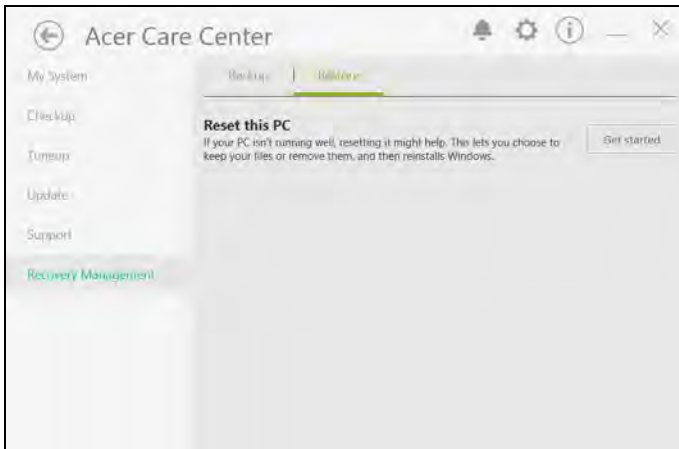 Acer Care Center
My System
Backup | Restore
Checkup
Reset this PC
If your PC isn't running well, resetting it might help. This lets you choose to
keep your files or remove them, and then reinstalls Windows.
Get started
Tuneup
Update
Support
Recovery Management